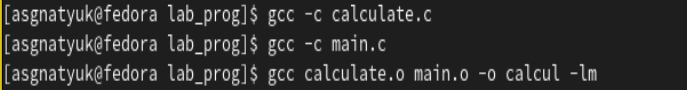 [asgnatyuk@fedora lab_prog]$ gcc -c calculate.c
[asgnatyuk@fedora lab_prog]$ gcc -c main.c
[asgnatyuk@fedora lab_prog]$ gcc calculate.o main.o -o calcul -lm